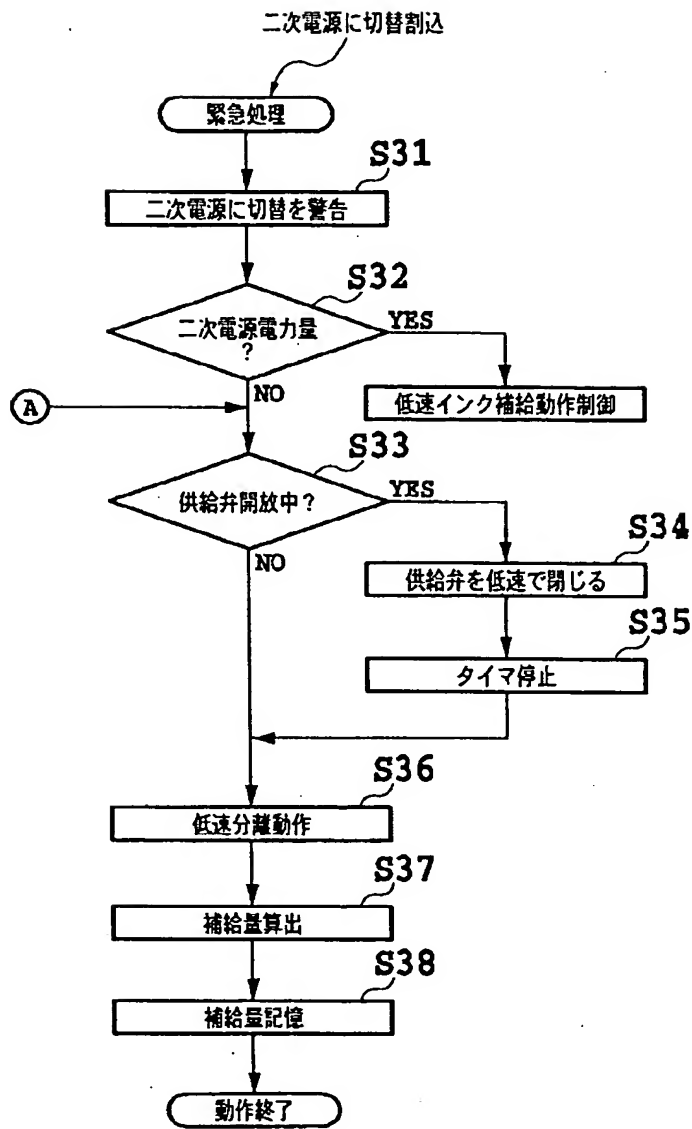 二次電源に切替割込
緊急処理
S31
二次電源に切替を警告
S32
二次電源電力量
?
YES
NO
低速インク補給動作制御
A
S33
供給弁開放中?
YES
NO
S34
供給弁を低速で閉じる
S35
タイマ停止
S36
低速分離動作
S37
補給量算出
S38
補給量記憶
動作終了